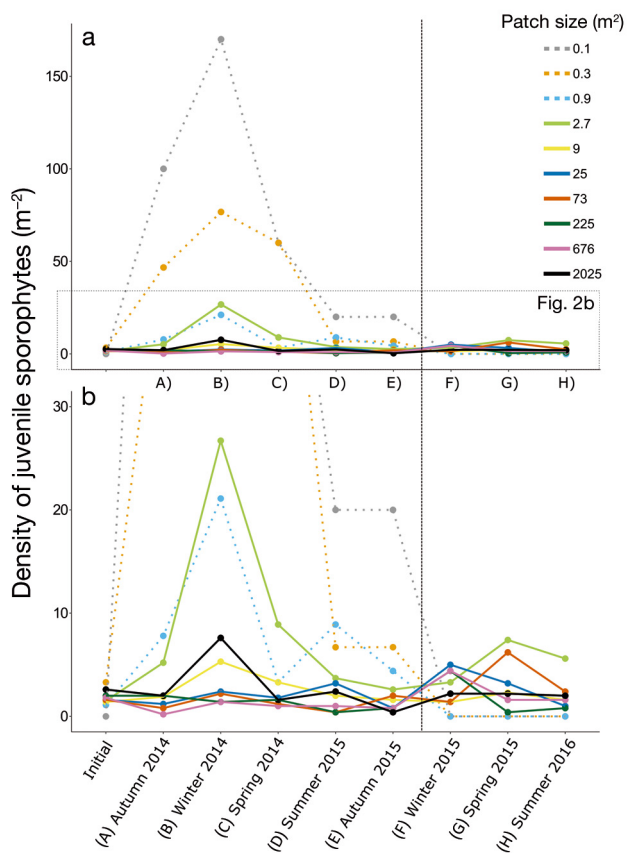 Patch size (m²)
0.1
0.3
0.9
2.7
9
25
73
225
676
2025
a
150
100
50
0
Fig. 2b
A)
B)
C)
D)
E)
F)
G)
H)
b
30
20
10
0
Density of juvenile sporophytes (m⁻²)
Initial
(A) Autumn 2014
(B) Winter 2014
(C) Spring 2014
(D) Summer 2015
(E) Autumn 2015
(F) Winter 2015
(G) Spring 2015
(H) Summer 2016